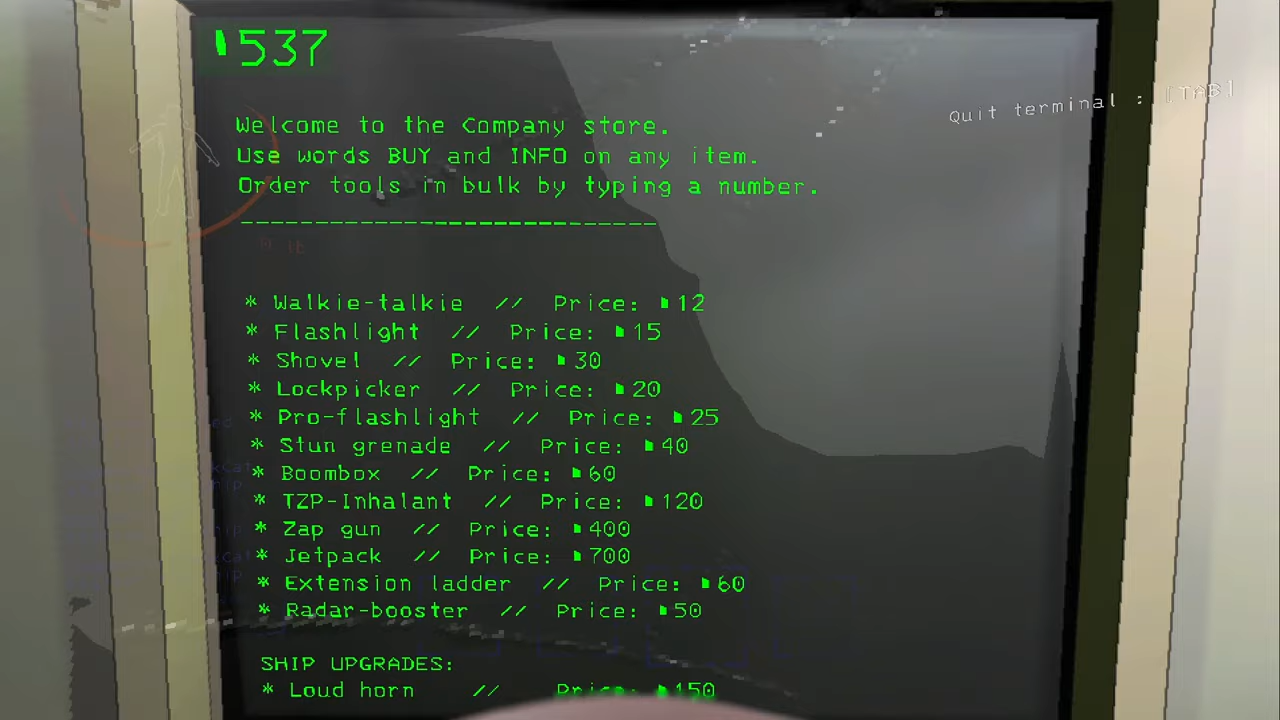 ▮537
Quit terminal : [TAB]
Welcome to the Company store.
Use words BUY and INFO on any item.
Order tools in bulk by typing a number.
----------------------------
* Walkie-talkie // Price: ▮12
* Flashlight // Price: ▮15
* Shovel // Price: ▮30
* Lockpicker // Price: ▮20
* Pro-flashlight // Price: ▮25
* Stun grenade // Price: ▮40
* Boombox // Price: ▮60
* TZP-Inhalant // Price: ▮120
* Zap gun // Price: ▮400
* Jetpack // Price: ▮700
* Extension ladder // Price: ▮60
* Radar-booster // Price: ▮50
SHIP UPGRADES:
* Loud horn // Price: ▮150